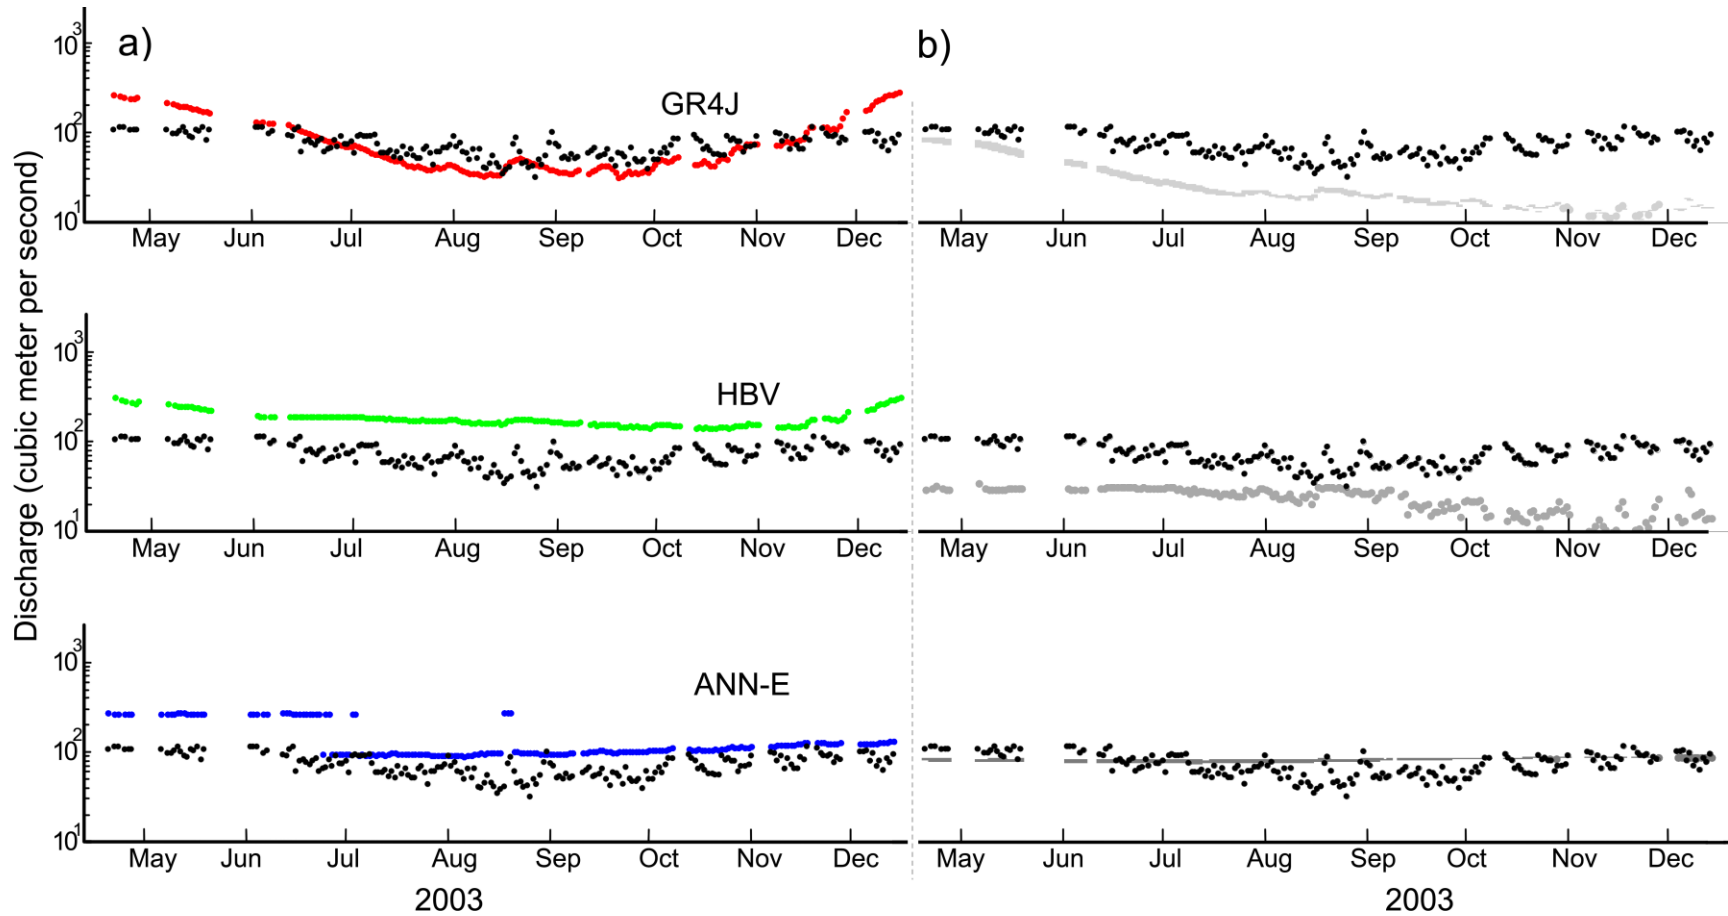 a)
b)
Discharge (cubic meter per second)
10³
10²
10¹
GR4J
May Jun Jul Aug Sep Oct Nov Dec
May Jun Jul Aug Sep Oct Nov Dec
10³
10²
10¹
HBV
May Jun Jul Aug Sep Oct Nov Dec
May Jun Jul Aug Sep Oct Nov Dec
10³
10²
10¹
ANN-E
May Jun Jul Aug Sep Oct Nov Dec
May Jun Jul Aug Sep Oct Nov Dec
2003
2003